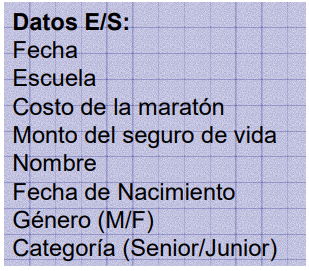 Datos E/S:
Fecha
Escuela
Costo de la maratón
Monto del seguro de vida
Nombre
Fecha de Nacimiento
Género (M/F)
Categoría (Senior/Junior)